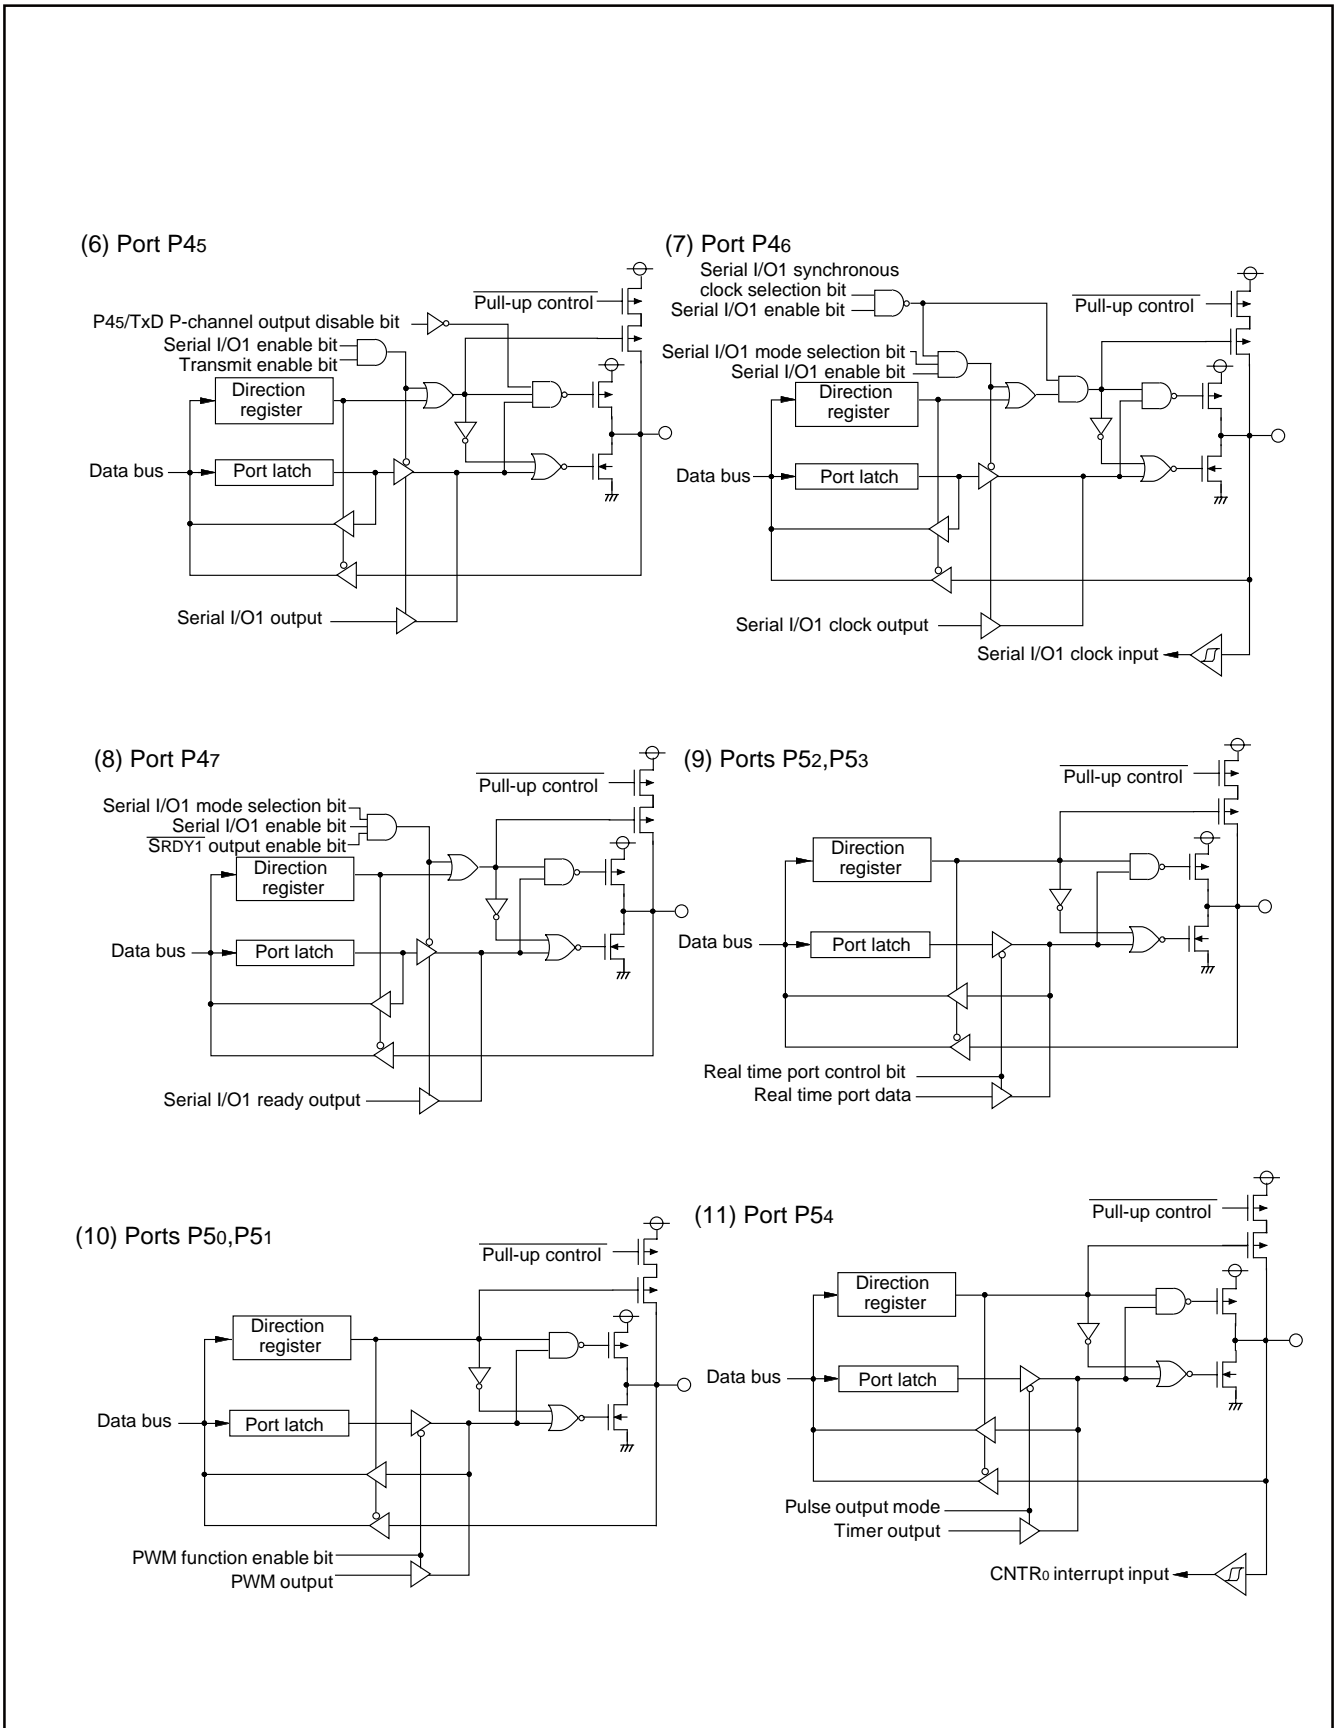 (6) Port P45
Pull-up control
P45/TxD P-channel output disable bit
Serial I/O1 enable bit
Transmit enable bit
Direction
register
Data bus
Port latch
Serial I/O1 output
(7) Port P46
Serial I/O1 synchronous
clock selection bit
Serial I/O1 enable bit
Pull-up control
Serial I/O1 mode selection bit
Serial I/O1 enable bit
Direction
register
Data bus
Port latch
Serial I/O1 clock output
Serial I/O1 clock input
(8) Port P47
Pull-up control
Serial I/O1 mode selection bit
Serial I/O1 enable bit
SRDY1 output enable bit
Direction
register
Data bus
Port latch
Serial I/O1 ready output
(9) Ports P52,P53
Pull-up control
Direction
register
Data bus
Port latch
Real time port control bit
Real time port data
(10) Ports P50,P51
Pull-up control
Direction
register
Data bus
Port latch
PWM function enable bit
PWM output
(11) Port P54
Pull-up control
Direction
register
Data bus
Port latch
Pulse output mode
Timer output
CNTR0 interrupt input